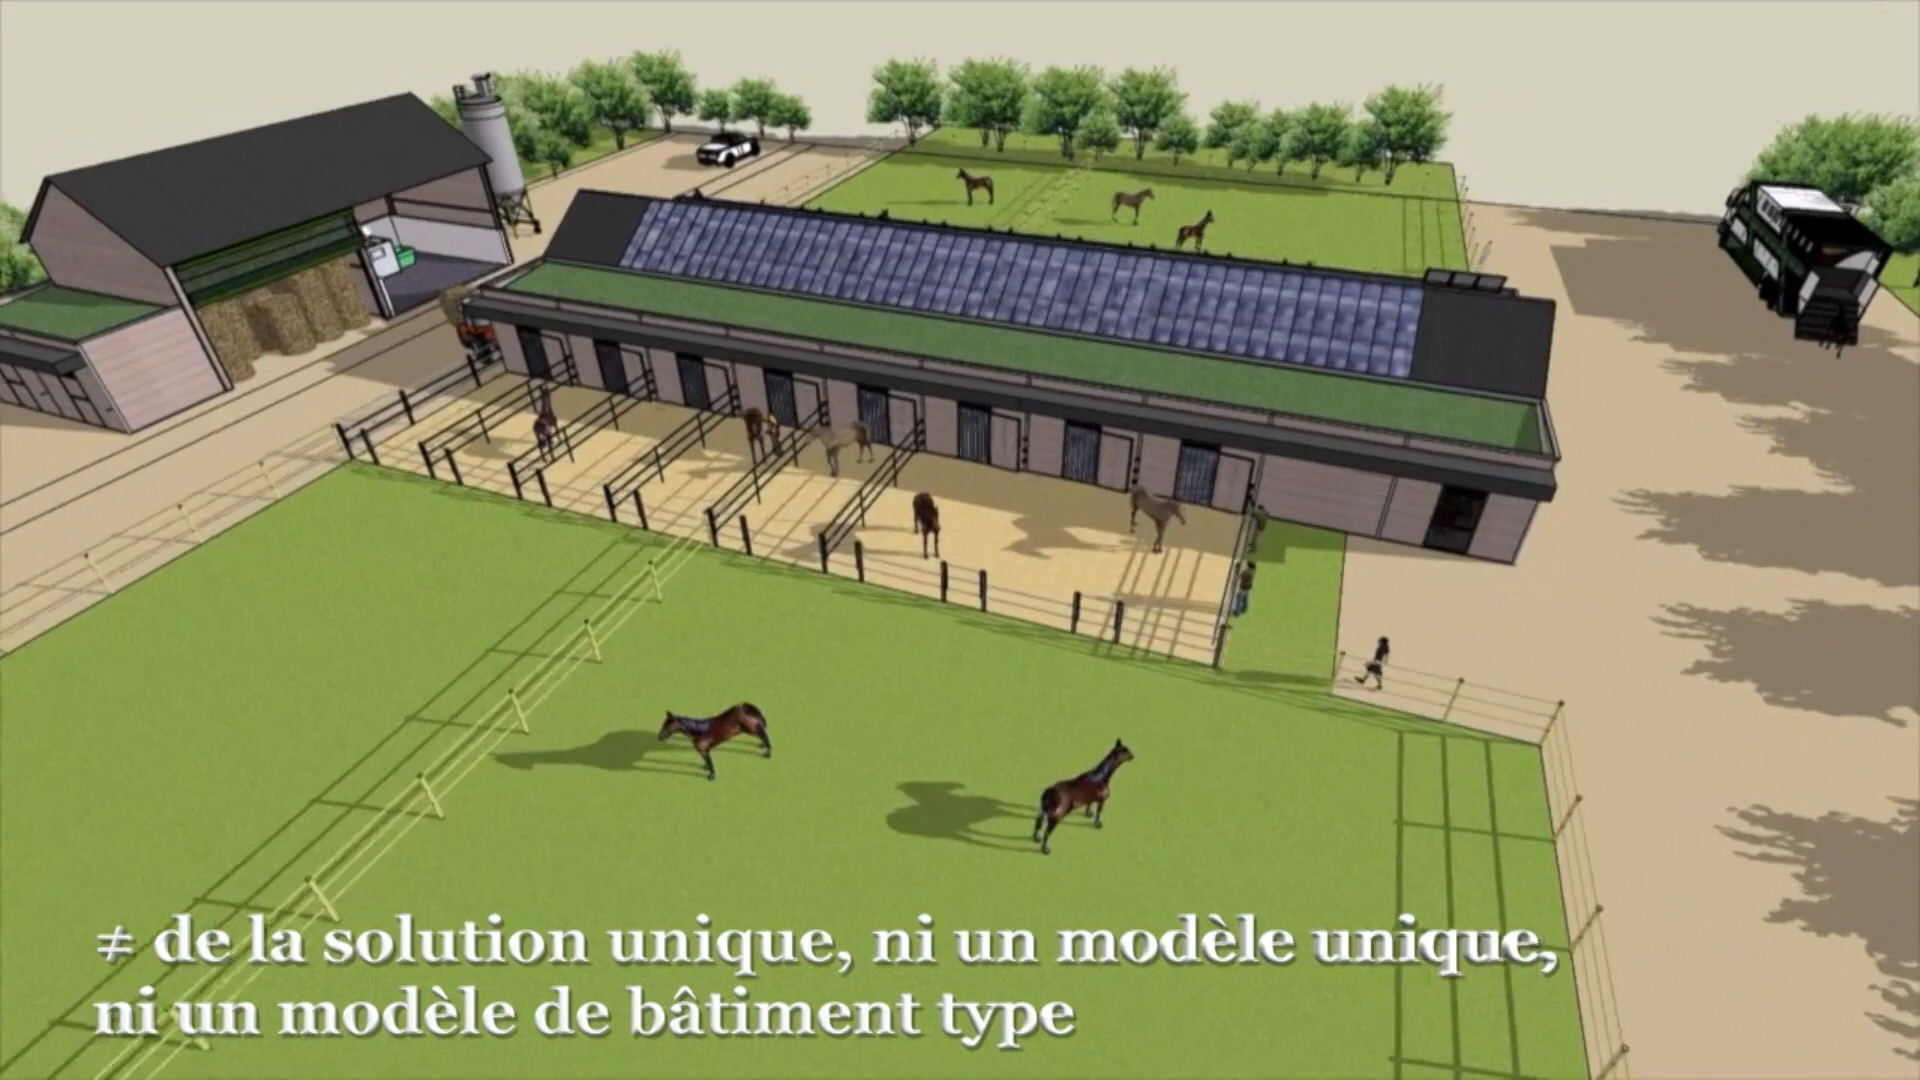 ≠ de la solution unique, ni un modèle unique,
ni un modèle de bâtiment type